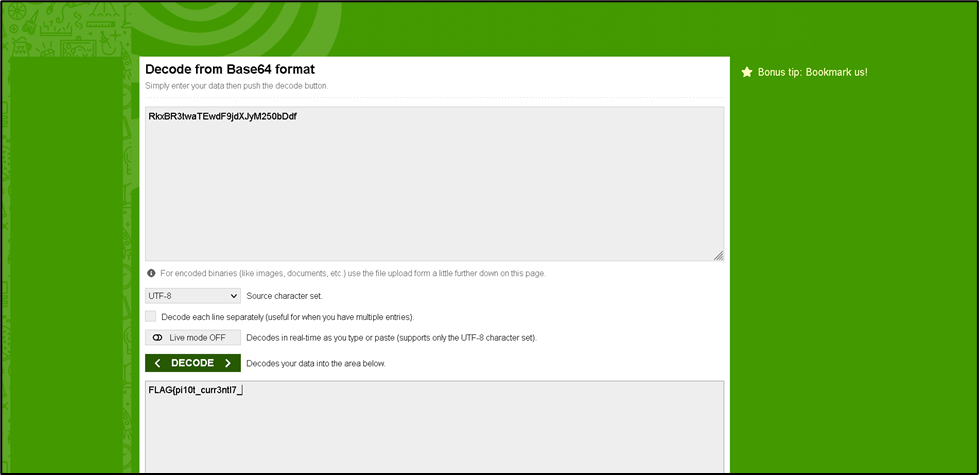 Decode from Base64 format
Simply enter your data then push the decode button.
★ Bonus tip: Bookmark us!
RkxBR3twaTEwdF9jdXJyM250bDdf
For encoded binaries (like images, documents, etc.) use the file upload form a little further down on this page.
UTF-8 Source character set.
Decode each line separately (useful for when you have multiple entries).
Live mode OFF Decodes in real-time as you type or paste (supports only the UTF-8 character set).
< DECODE > Decodes your data into the area below.
FLAG{pi10t_curr3ntl7_